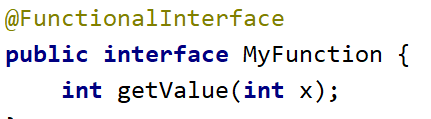 @FunctionalInterface
public interface MyFunction {
    int getValue(int x);